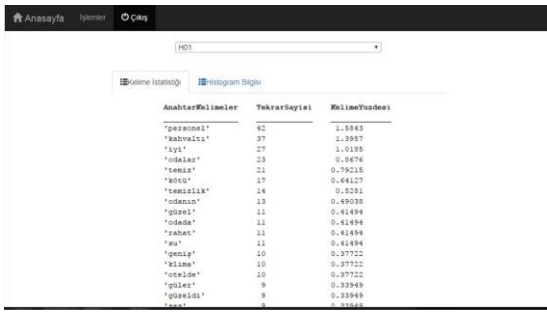 Anasayfa İşlemler Çıkış
H01
Kelime İstatistiği Histogram Bilgisi
AnahtarKelimeler TekrarSayisi KelimeYuzdesi
'personel' 42 1.5843
'kahvaltı' 37 1.3957
'iyi' 27 1.0185
'odalar' 23 0.8676
'temiz' 21 0.79215
'kötü' 17 0.64127
'temizlik' 14 0.5281
'odanın' 13 0.49038
'güzel' 11 0.41494
'odada' 11 0.41494
'rahat' 11 0.41494
'su' 11 0.41494
'geniş' 10 0.37722
'klima' 10 0.37722
'otelde' 10 0.37722
'güler' 9 0.33949
'güzeldi' 9 0.33949
'ses' 9 0.33949